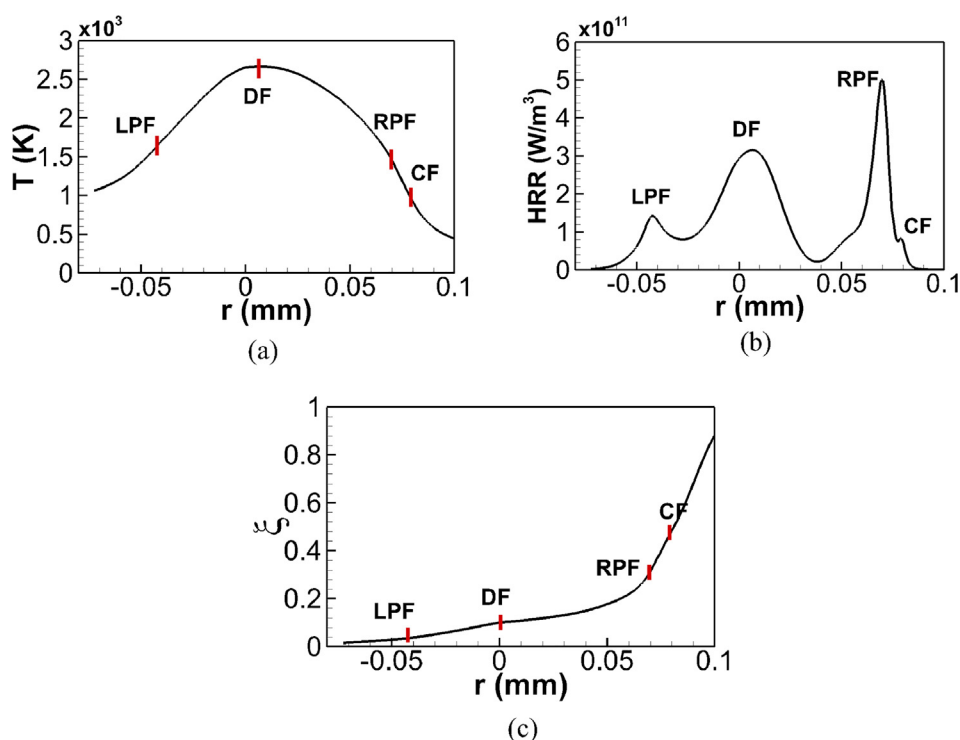 x10³
3
2.5
2
1.5
1
0.5
0
T (K)
LPF
DF
RPF
CF
-0.05 0 0.05 0.1
r (mm)
(a)
x10¹¹
6
5
4
3
2
1
0
HRR (W/m³)
LPF
DF
RPF
CF
-0.05 0 0.05 0.1
r (mm)
(b)
1
0.8
0.6
0.4
0.2
0
ξ
LPF
DF
RPF
CF
-0.05 0 0.05 0.1
r (mm)
(c)